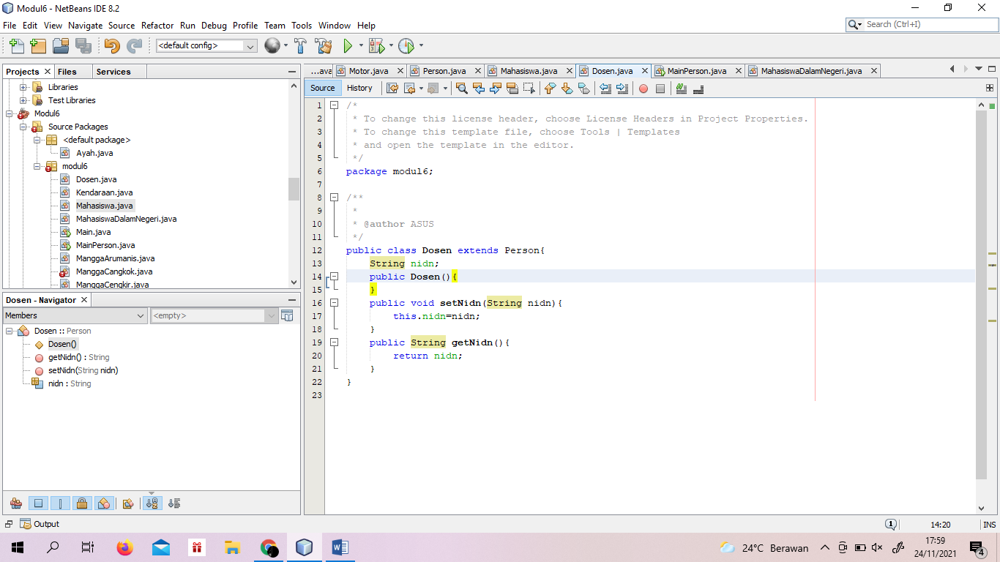 Modul6 - NetBeans IDE 8.2
File Edit View Navigate Source Refactor Run Debug Profile Team Tools Window Help
Search (Ctrl+I)
<default config>
Projects Files Services
Libraries
Test Libraries
Modul6
Source Packages
<default package>
Ayah.java
modul6
Dosen.java
Kendaraan.java
Mahasiswa.java
MahasiswaDalamNegeri.java
Main.java
MainPerson.java
ManggaArumanis.java
ManggaCangkok.java
ManggaCengkir.java
Dosen - Navigator
Members <empty>
Dosen :: Person
Dosen()
getNidn() : String
setNidn(String nidn)
nidn : String
...ava Motor.java Person.java Mahasiswa.java Dosen.java MainPerson.java MahasiswaDalamNegeri.java
Source History
1 /*
2 * To change this license header, choose License Headers in Project Properties.
3 * To change this template file, choose Tools | Templates
4 * and open the template in the editor.
5 */
6 package modul6;
7
8 /**
9 *
10 * @author ASUS
11 */
12 public class Dosen extends Person{
13 String nidn;
14 public Dosen(){
15 }
16 public void setNidn(String nidn){
17 this.nidn=nidn;
18 }
19 public String getNidn(){
20 return nidn;
21 }
22 }
23
Output
1 14:20 INS
24°C Berawan
17:59
24/11/2021
4